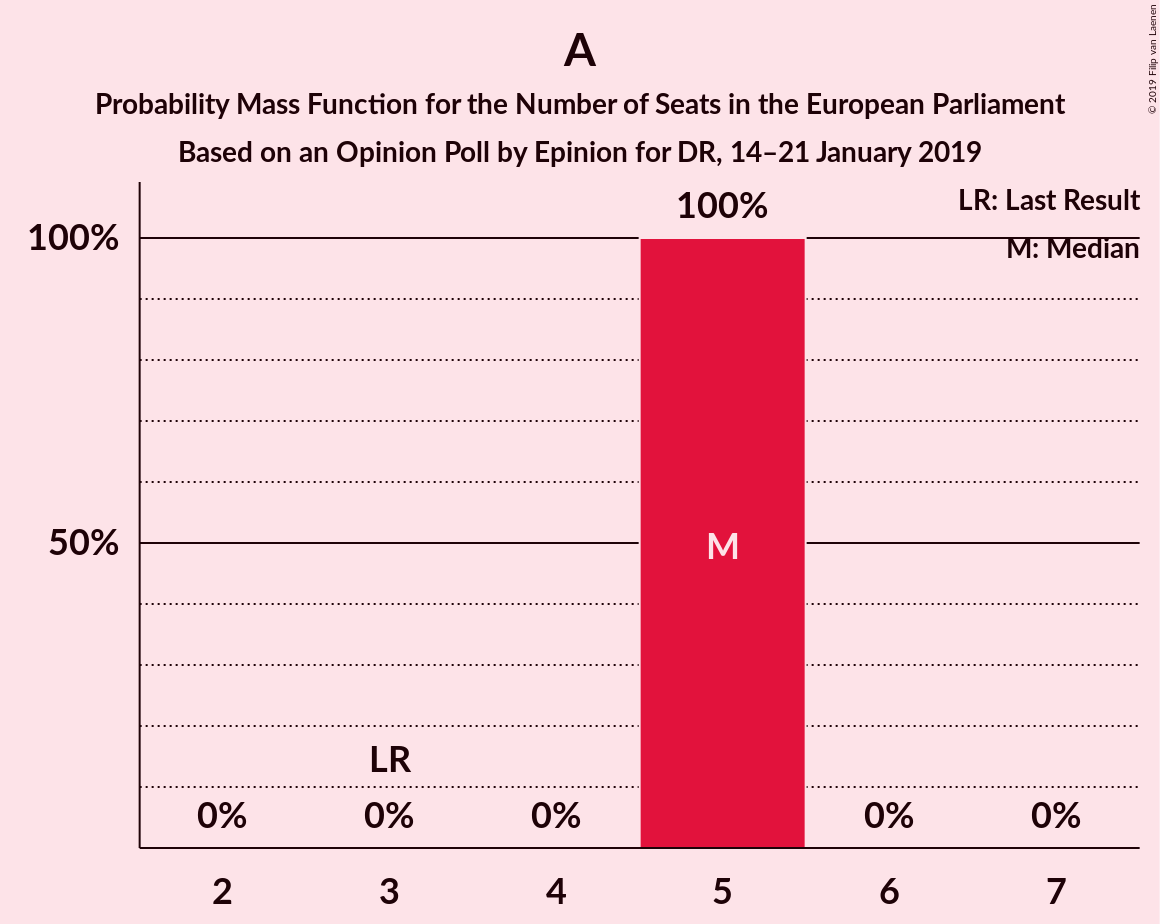 A
Probability Mass Function for the Number of Seats in the European Parliament
Based on an Opinion Poll by Epinion for DR, 14–21 January 2019
© 2019 Filip van Laenen
LR: Last Result
M: Median
100%
100%
50%
M
LR
0%
0%
0%
0%
0%
2
3
4
5
6
7